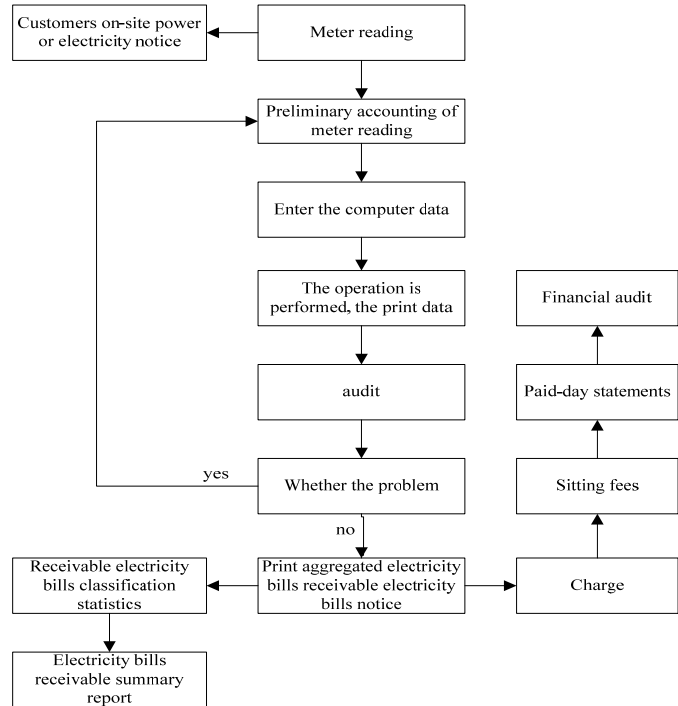 Customers on-site power
or electricity notice
Meter reading
Preliminary accounting of
meter reading
Enter the computer data
The operation is
performed, the print data
Financial audit
audit
Paid-day statements
yes
Whether the problem
Sitting fees
no
Receivable electricity
bills classification
statistics
Print aggregated electricity
bills receivable electricity
bills notice
Charge
Electricity bills
receivable summary
report